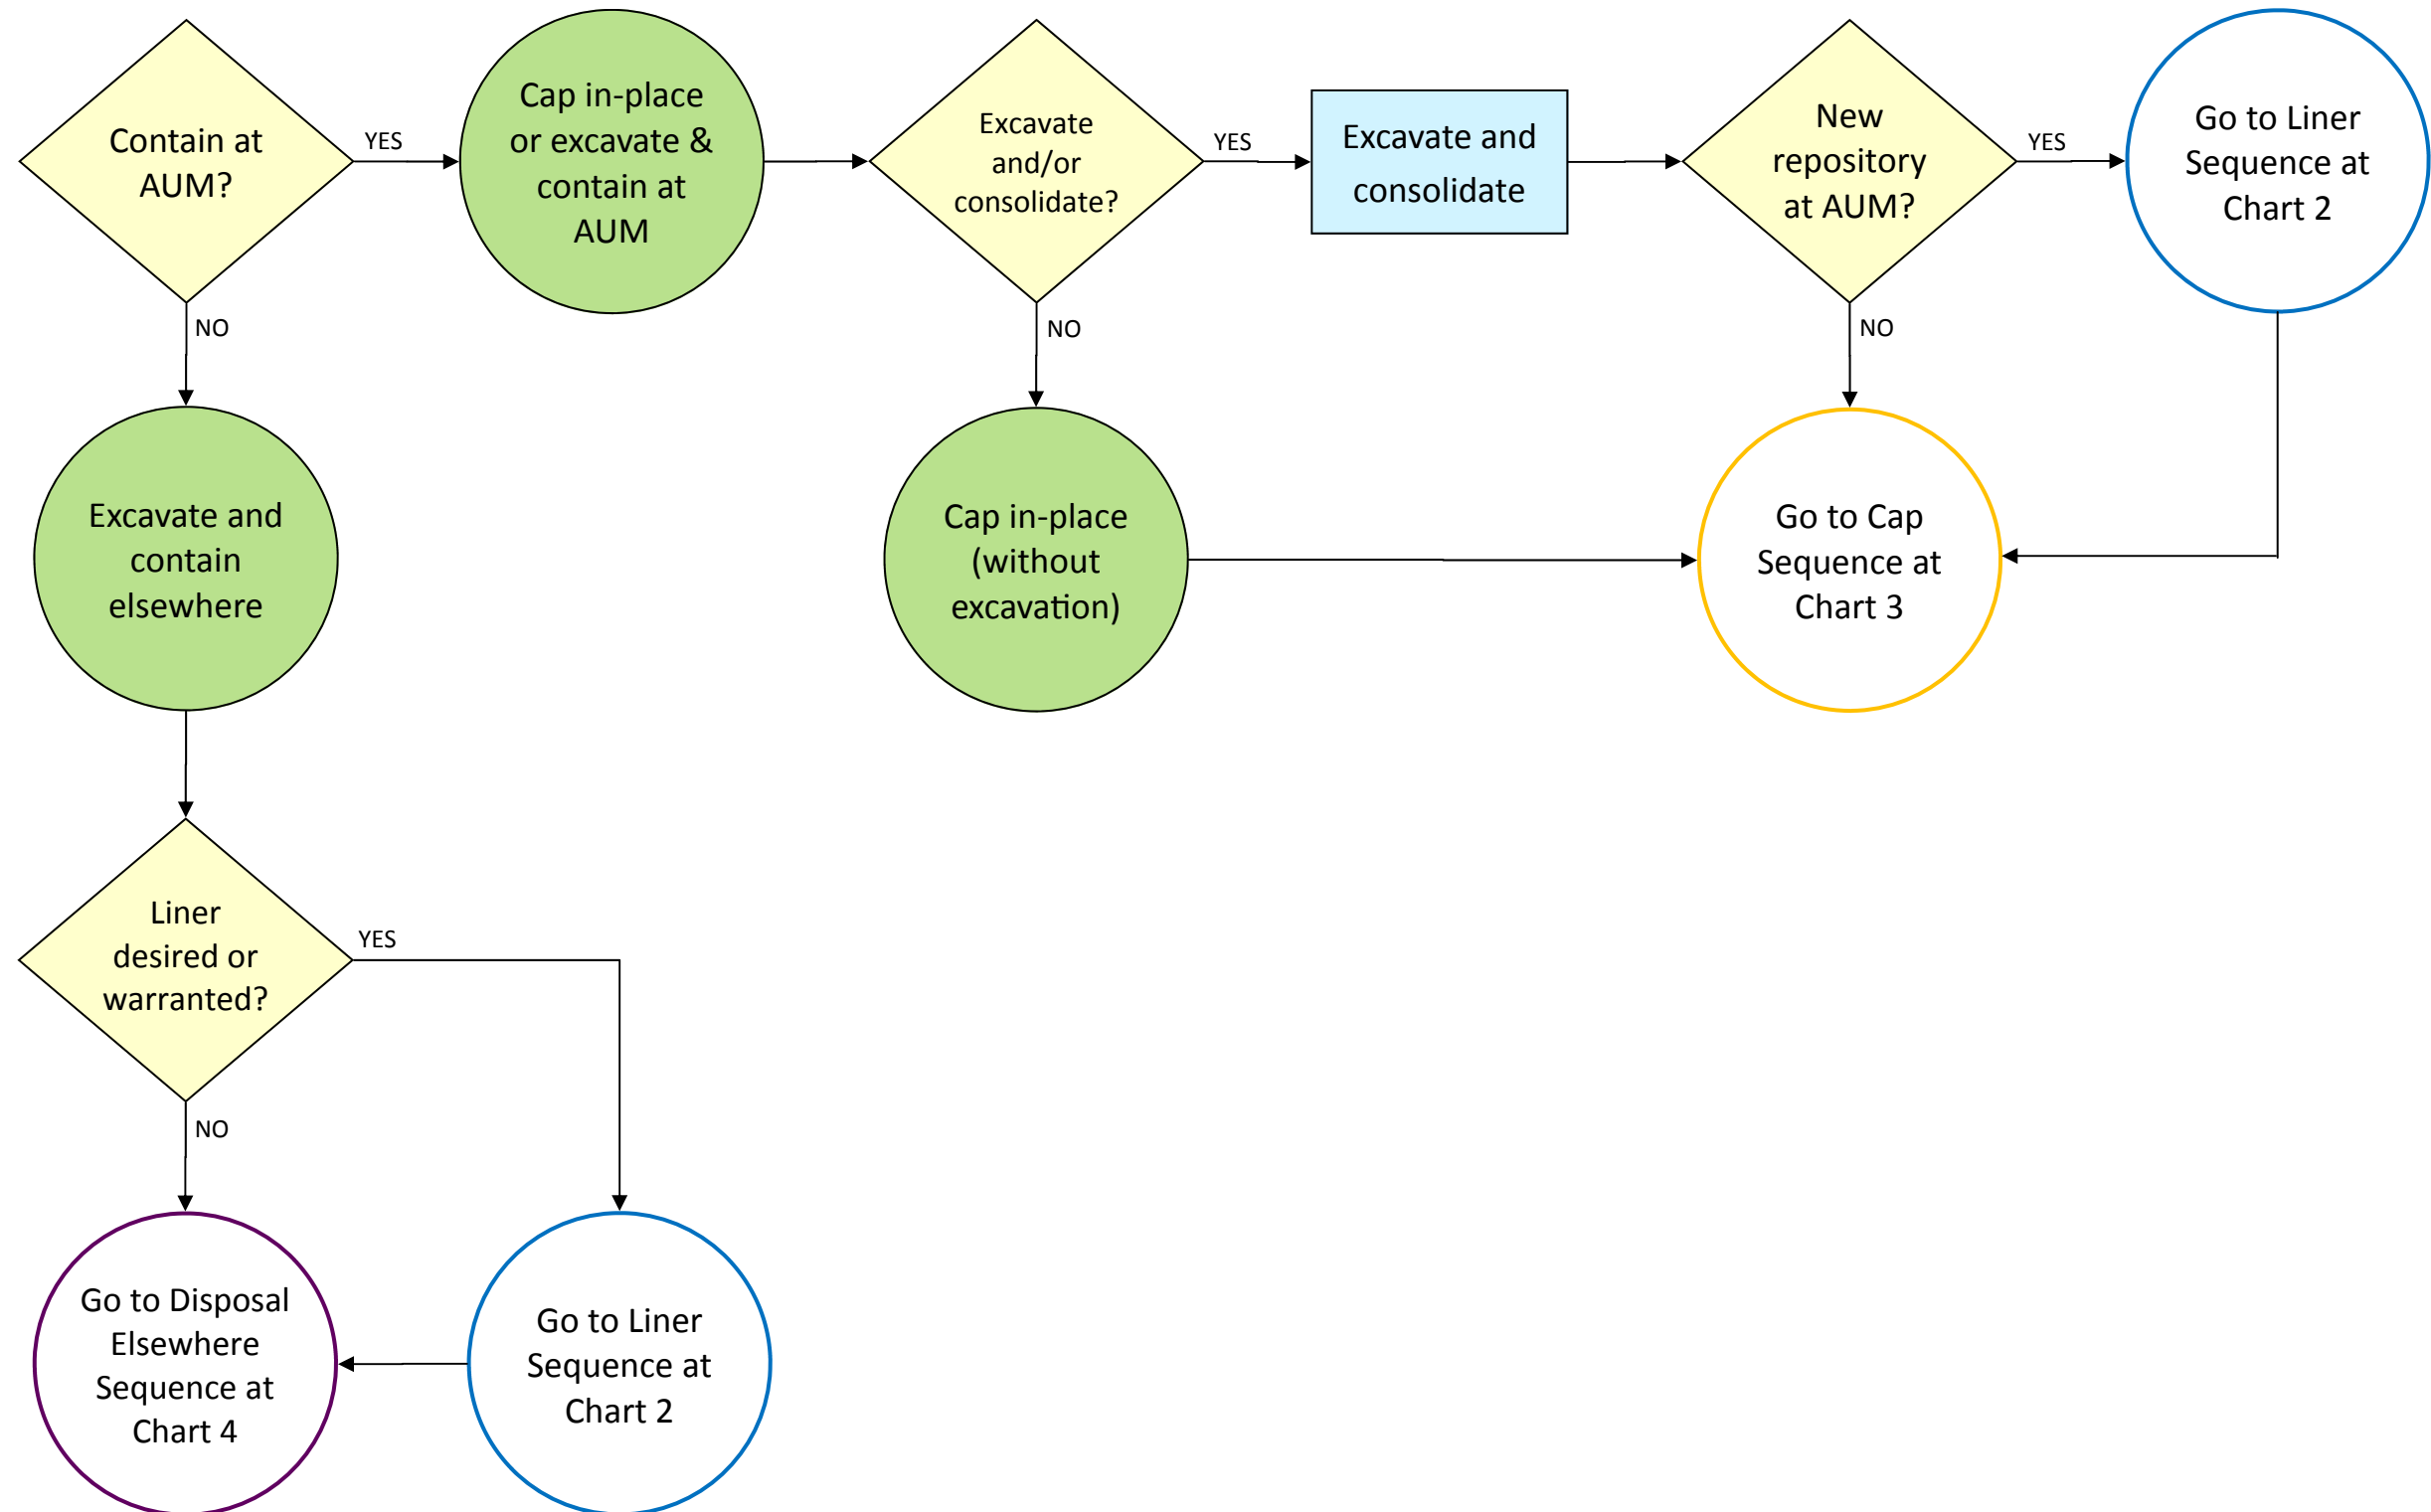 Contain at
AUM?
YES
Cap in-place
or excavate &
contain at
AUM
Excavate
and/or
consolidate?
YES
Excavate and
consolidate
New
repository
at AUM?
YES
Go to Liner
Sequence at
Chart 2
NO
NO
NO
Excavate and
contain
elsewhere
Cap in-place
(without
excavation)
Go to Cap
Sequence at
Chart 3
Liner
desired or
warranted?
YES
NO
Go to Disposal
Elsewhere
Sequence at
Chart 4
Go to Liner
Sequence at
Chart 2